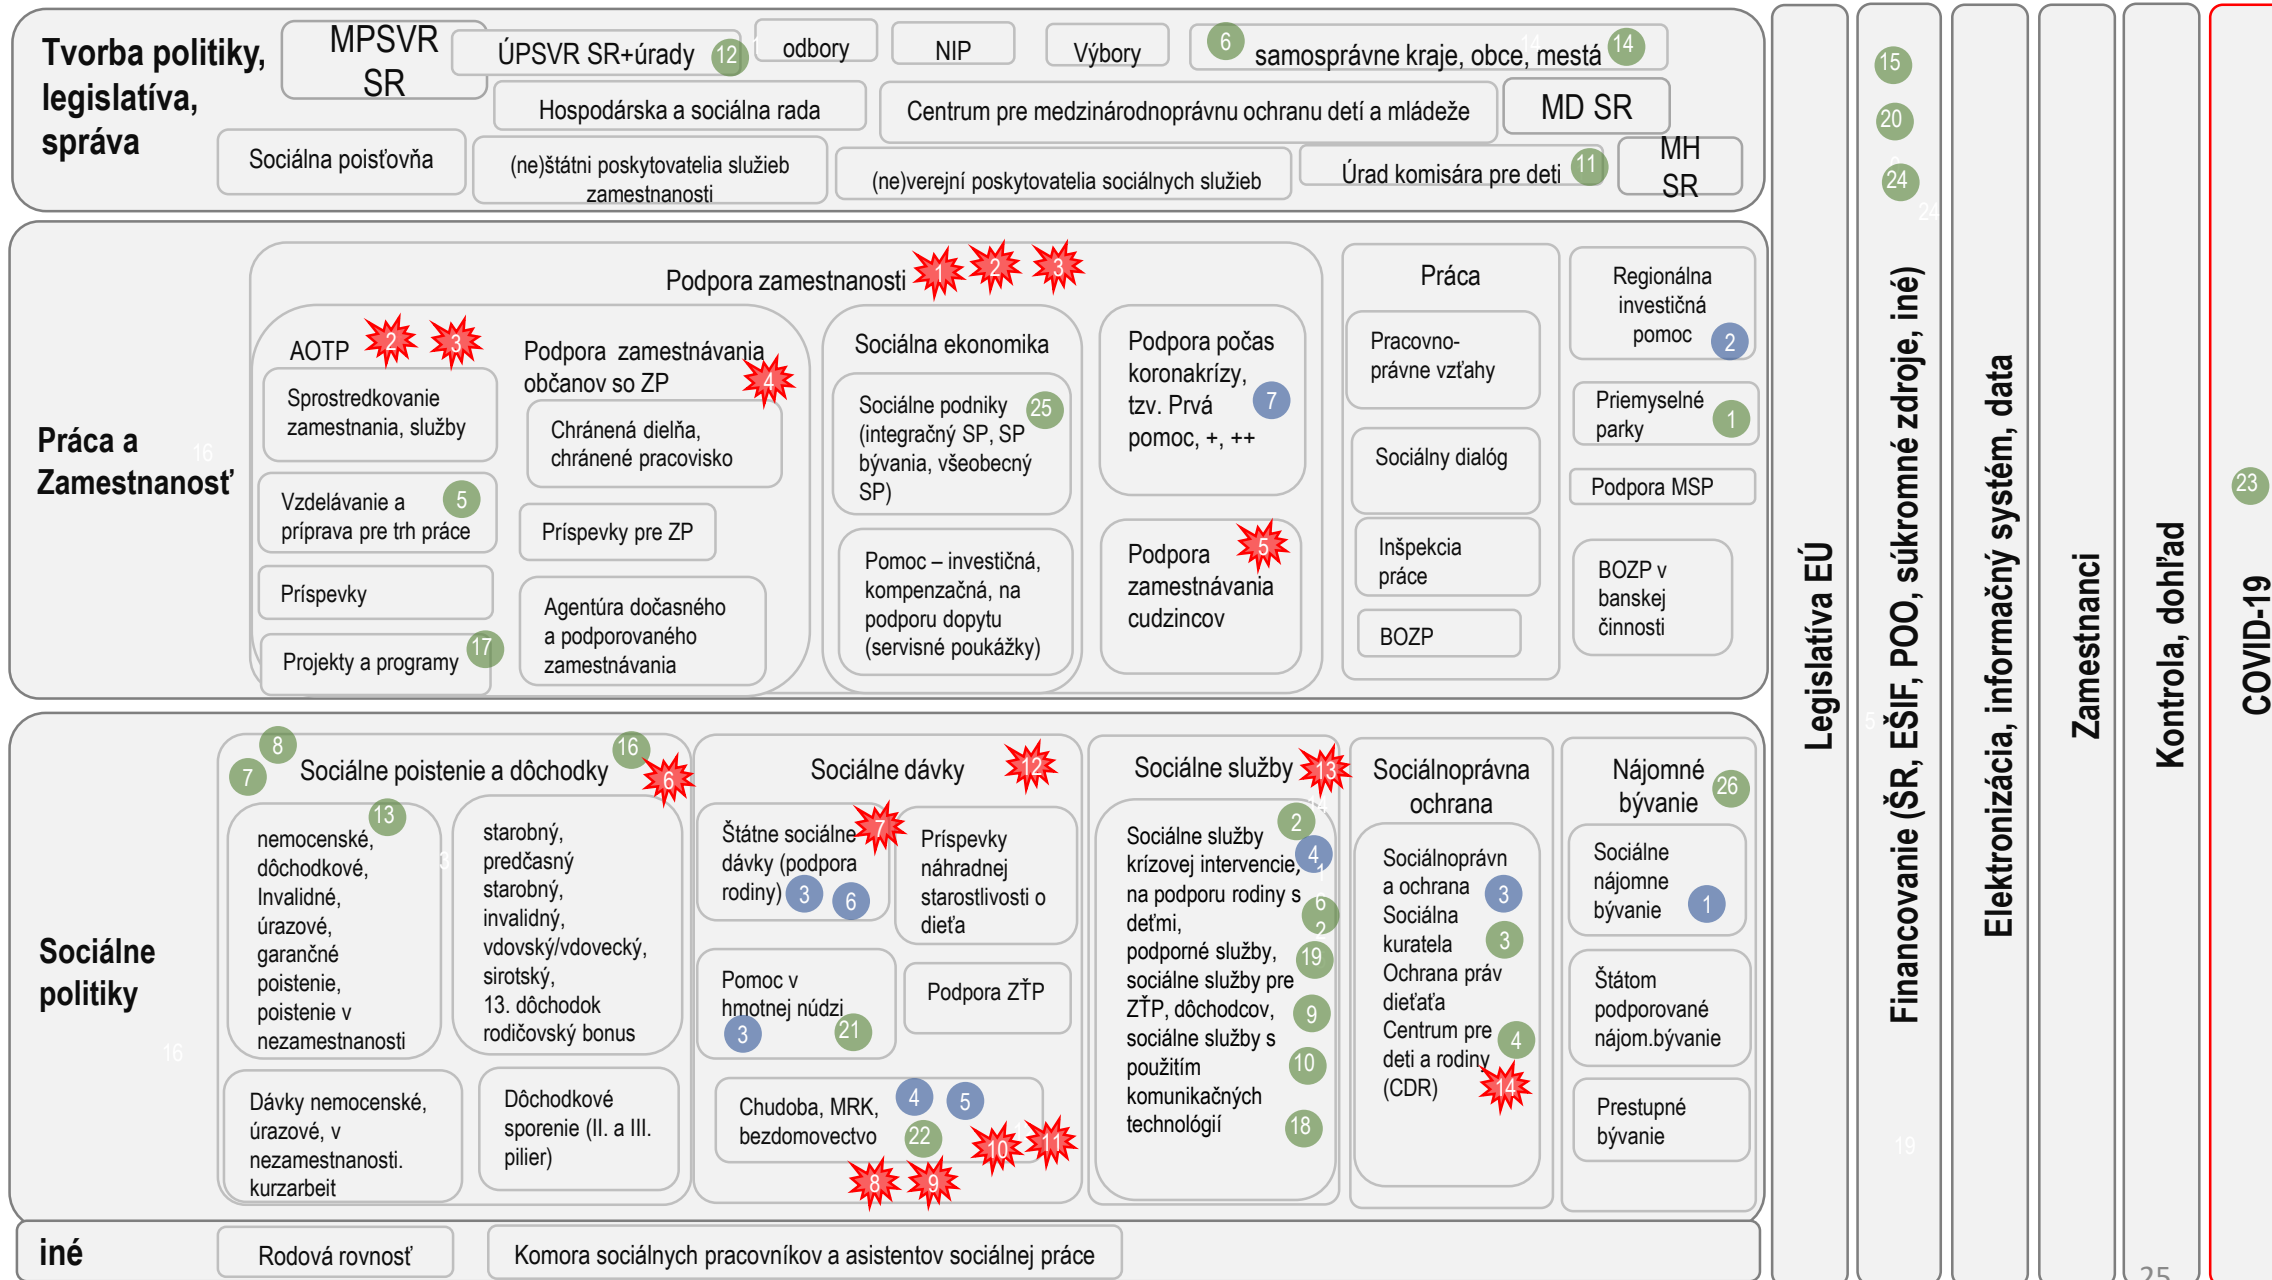 Tvorba politiky,
legislatíva,
správa
MPSVR
SR
ÚPSVR SR+úrady
12
odbory
NIP
Výbory
6
samosprávne kraje, obce, mestá
14
14
Hospodárska a sociálna rada
Centrum pre medzinárodnoprávnu ochranu detí a mládeže
MD SR
Sociálna poisťovňa
(ne)štátni poskytovatelia služieb
zamestnanosti
(ne)verejní poskytovatelia sociálnych služieb
Úrad komisára pre deti
11
MH
SR
Práca a
Zamestnanosť
16
Podpora zamestnanosti
1
2
3
AOTP
2
3
Sprostredkovanie
zamestnania, služby
Vzdelávanie a
príprava pre trh práce
5
Príspevky
Projekty a programy
17
Podpora zamestnávania
občanov so ZP
4
Chránená dielňa,
chránené pracovisko
Príspevky pre ZP
Agentúra dočasného
a podporovaného
zamestnávania
Sociálna ekonomika
Sociálne podniky
(integračný SP, SP
bývania, všeobecný
SP)
25
Pomoc – investičná,
kompenzačná, na
podporu dopytu
(servisné poukážky)
Podpora počas
koronakrízy,
tzv. Prvá
pomoc, +, ++
7
Podpora
zamestnávania
cudzincov
5
Práca
Pracovno-
právne vzťahy
Sociálny dialóg
Inšpekcia
práce
BOZP
Regionálna
investičná
pomoc
2
Priemyselné
parky
1
Podpora MSP
BOZP v
banskej
činnosti
Sociálne
politiky
16
8
7
Sociálne poistenie a dôchodky
16
6
nemocenské,
dôchodkové,
Invalidné,
úrazové,
garančné
poistenie,
poistenie v
nezamestnanosti
13
3
starobný,
predčasný
starobný,
invalidný,
vdovský/vdovecký,
sirotský,
13. dôchodok
rodičovský bonus
Dávky nemocenské,
úrazové, v
nezamestnanosti.
kurzarbeit
Dôchodkové
sporenie (II. a III.
pilier)
Sociálne dávky
12
Štátne sociálne
dávky (podpora
rodiny)
7
3
6
Príspevky
náhradnej
starostlivosti o
dieťa
Pomoc v
hmotnej núdzi
3
21
Podpora ZŤP
Chudoba, MRK,
bezdomovectvo
4
5
22
10
11
8
9
Sociálne služby
13
14
Sociálne služby
krízovej intervencie,
na podporu rodiny s
deťmi,
podporné služby,
sociálne služby pre
ZŤP, dôchodcov,
sociálne služby s
použitím
komunikačných
technológií
2
4
1
6
2
19
9
10
18
Sociálnoprávna
ochrana
Sociálnoprávn
a ochrana
Sociálna
kuratela
Ochrana práv
dieťaťa
Centrum pre
deti a rodiny
(CDR)
3
3
4
14
Nájomné
bývanie
26
Sociálne
nájomne
bývanie
1
Štátom
podporované
nájom.bývanie
Prestupné
bývanie
iné
Rodová rovnosť
Komora sociálnych pracovníkov a asistentov sociálnej práce
Legislatíva EÚ
15
20
24
24
Financovanie (ŠR, EŠIF, POO, súkromné zdroje, iné)
5
19
Elektronizácia, informačný systém, data
Zamestnanci
Kontrola, dohľad
23
COVID-19
25